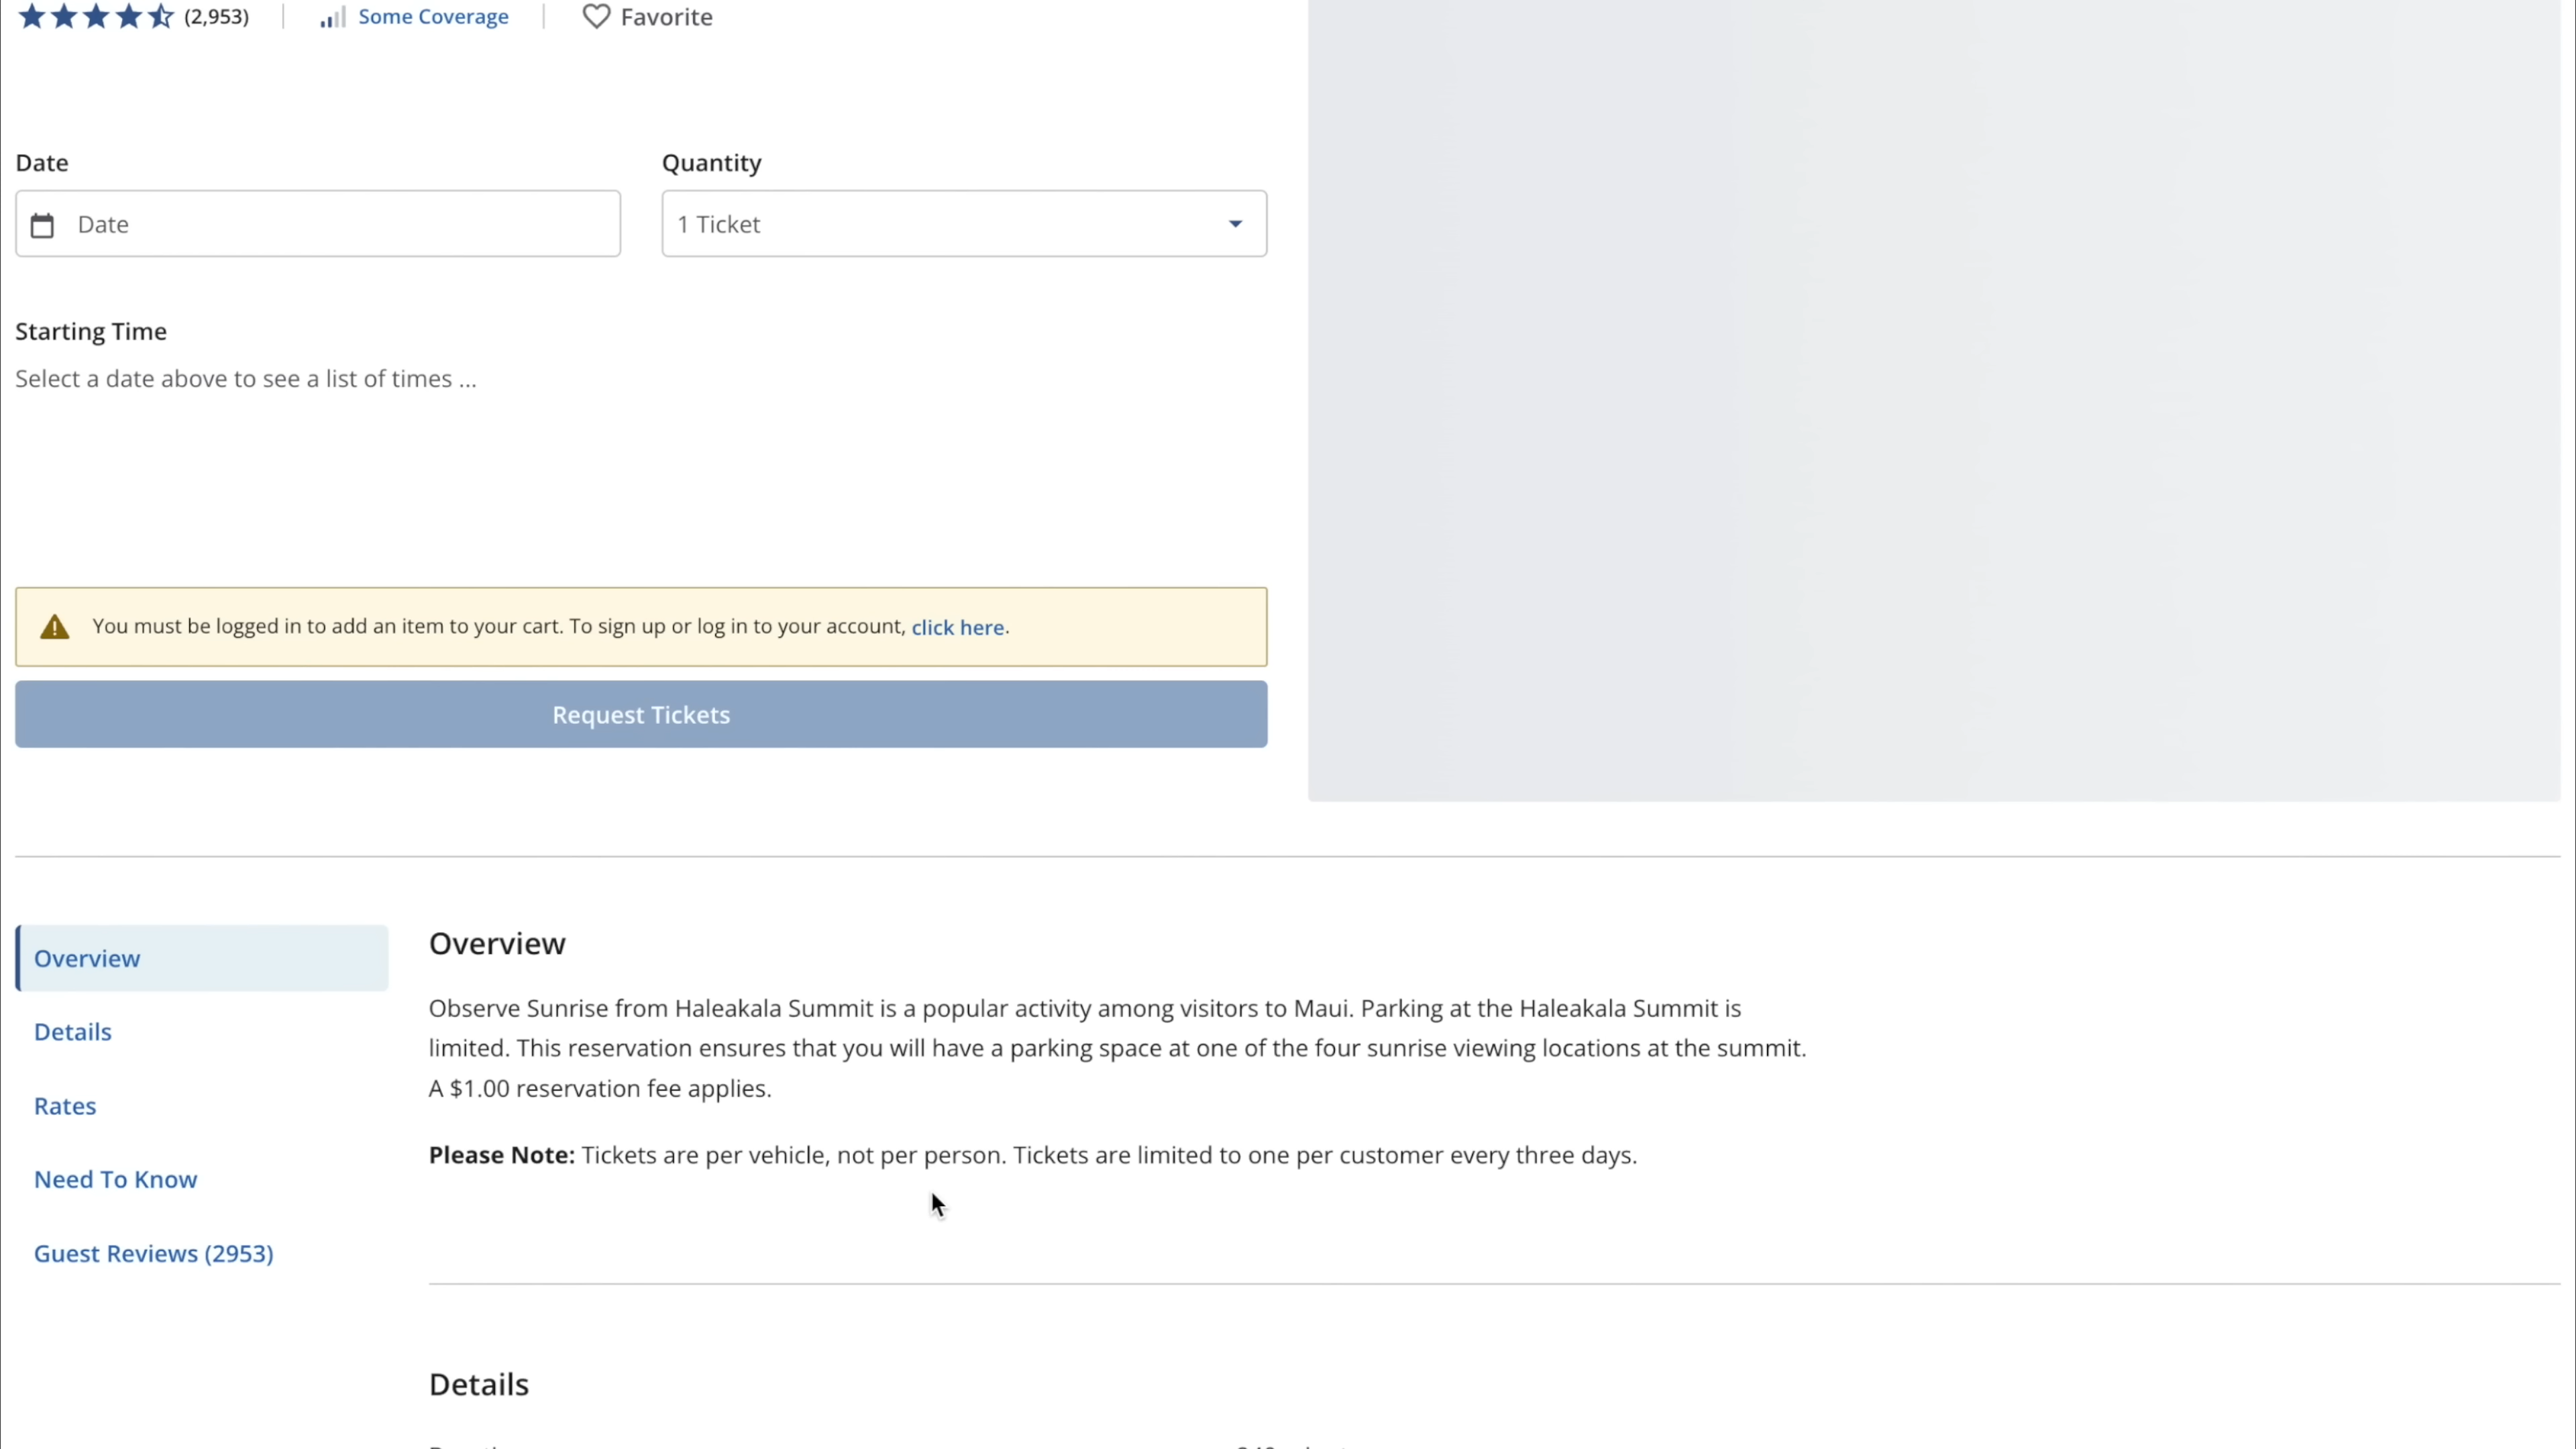 (2,953) Some Coverage Favorite
Date Quantity
Date 1 Ticket
Starting Time
Select a date above to see a list of times ...
You must be logged in to add an item to your cart. To sign up or log in to your account, click here.
Request Tickets
Overview
Details
Rates
Need To Know
Guest Reviews (2953)
Overview
Observe Sunrise from Haleakala Summit is a popular activity among visitors to Maui. Parking at the Haleakala Summit is
limited. This reservation ensures that you will have a parking space at one of the four sunrise viewing locations at the summit.
A $1.00 reservation fee applies.
Please Note: Tickets are per vehicle, not per person. Tickets are limited to one per customer every three days.
Details